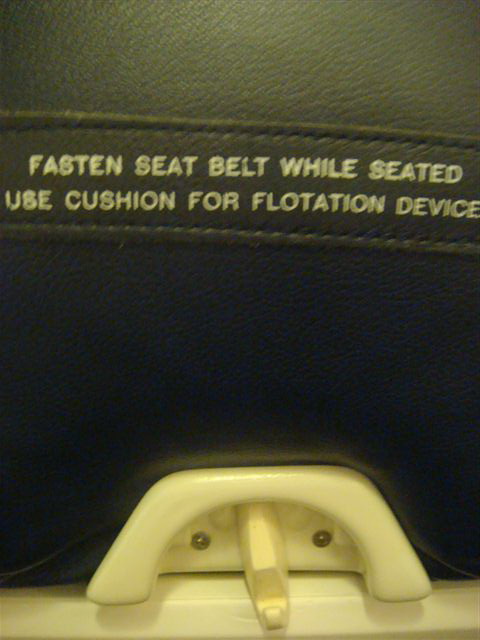 FASTEN SEAT BELT WHILE SEATED
USE CUSHION FOR FLOTATION DEVICE